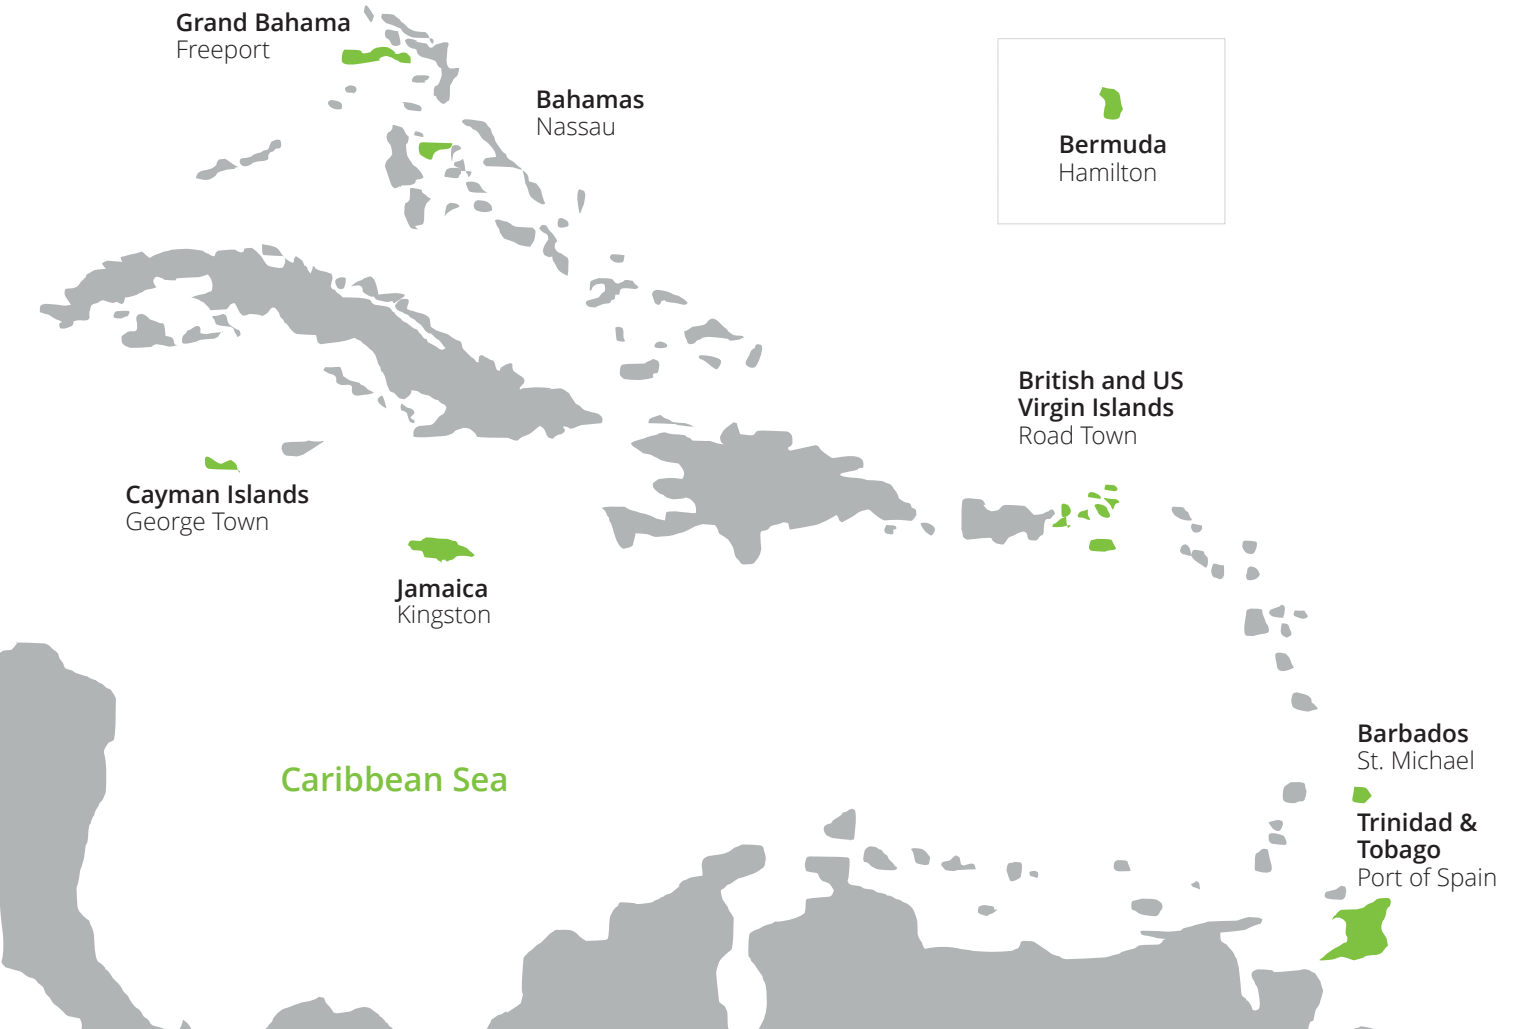 Grand Bahama
Freeport
Bahamas
Nassau
Bermuda
Hamilton
British and US
Virgin Islands
Road Town
Cayman Islands
George Town
Jamaica
Kingston
Caribbean Sea
Barbados
St. Michael
Trinidad &
Tobago
Port of Spain